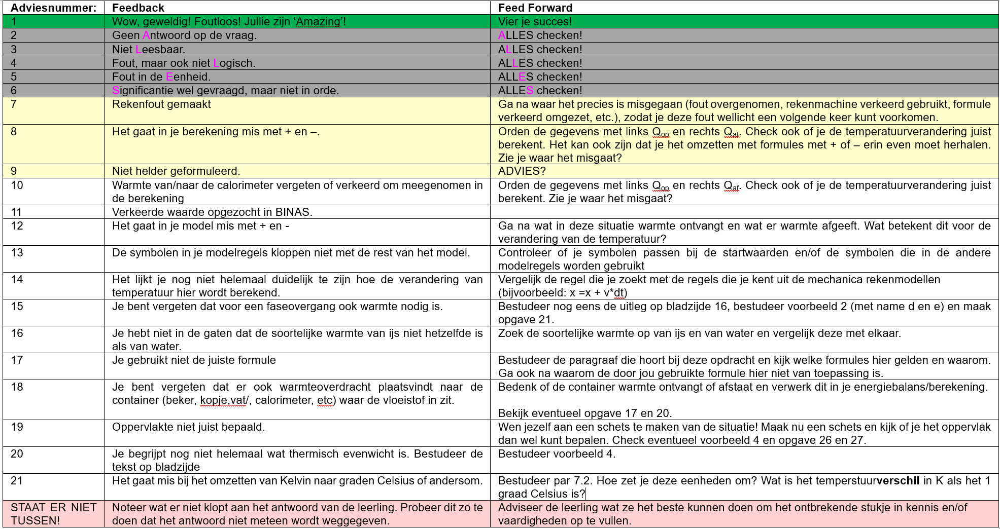 Adviesnummer: Feedback Feed Forward
1 Wow, geweldig! Foutloos! Jullie zijn ‘Amazing’! Vier je succes!
2 Geen Antwoord op de vraag. ALLES checken!
3 Niet Leesbaar. ALLES checken!
4 Fout, maar ook niet Logisch. ALLES checken!
5 Fout in de Eenheid. ALLES checken!
6 Significantie wel gevraagd, maar niet in orde. ALLES checken!
7 Rekenfout gemaakt Ga na waar het precies is misgegaan (fout overgenomen, rekenmachine verkeerd gebruikt, formule
verkeerd omgezet, etc.), zodat je deze fout wellicht een volgende keer kunt voorkomen.
8 Het gaat in je berekening mis met + en –. Orden de gegevens met links Qop en rechts Qaf. Check ook of je de temperatuurverandering juist
berekent. Het kan ook zijn dat je het omzetten met formules met + of – erin even moet herhalen.
Zie je waar het misgaat?
9 Niet helder geformuleerd. ADVIES?
10 Warmte van/naar de calorimeter vergeten of verkeerd om meegenomen in
de berekening
Orden de gegevens met links Qop en rechts Qaf. Check ook of je de temperatuurverandering juist
berekent. Zie je waar het misgaat?
11 Verkeerde waarde opgezocht in BINAS.
12 Het gaat in je model mis met + en -
Ga na wat in deze situatie warmte ontvangt en wat er warmte afgeeft. Wat betekent dit voor de
verandering van de temperatuur?
13 De symbolen in je modelregels kloppen niet met de rest van het model.
Controleer of je symbolen passen bij de startwaarden en/of de symbolen die in de andere
modelregels worden gebruikt
14 Het lijkt je nog niet helemaal duidelijk te zijn hoe de verandering van
temperatuur hier wordt berekend.
Vergelijk de regel die je zoekt met de regels die je kent uit de mechanica rekenmodellen
(bijvoorbeeld: x =x + v*dt)
15 Je bent vergeten dat voor een faseovergang ook warmte nodig is.
Bestudeer nog eens de uitleg op bladzijde 16, bestudeer voorbeeld 2 (met name d en e) en maak
opgave 21.
16 Je hebt niet in de gaten dat de soortelijke warmte van ijs niet hetzelfde is
als van water.
Zoek de soortelijke warmte op van ijs en van water en vergelijk deze met elkaar.
17 Je gebruikt niet de juiste formule
Bestudeer de paragraaf die hoort bij deze opdracht en kijk welke formules hier gelden en waarom.
Ga ook na waarom de door jou gebruikte formule hier niet van toepassing is.
18 Je bent vergeten dat er ook warmteoverdracht plaatsvindt naar de
container (beker, kopje,vat/, calorimeter, etc) waar de vloeistof in zit.
Bedenk of de container warmte ontvangt of afstaat en verwerk dit in je energiebalans/berekening.
Bekijk eventueel opgave 17 en 20.
19 Oppervlakte niet juist bepaald.
Wen jezelf aan een schets te maken van de situatie! Maak nu een schets en kijk of je het oppervlak
dan wel kunt bepalen. Check eventueel voorbeeld 4 en opgave 26 en 27.
20 Je begrijpt nog niet helemaal wat thermisch evenwicht is. Bestudeer de
tekst op bladzijde
Bestudeer voorbeeld 4.
21 Het gaat mis bij het omzetten van Kelvin naar graden Celsius of andersom.
Bestudeer par 7.2. Hoe zet je deze eenheden om? Wat is het temperstuurverschil in K als het 1
graad Celsius is?
STAAT ER NIET
TUSSEN!
Noteer wat er niet klopt aan het antwoord van de leerling. Probeer dit zo te
doen dat het antwoord niet meteen wordt weggegeven.
Adviseer de leerling wat ze het beste kunnen doen om het ontbrekende stukje in kennis en/of
vaardigheden op te vullen.